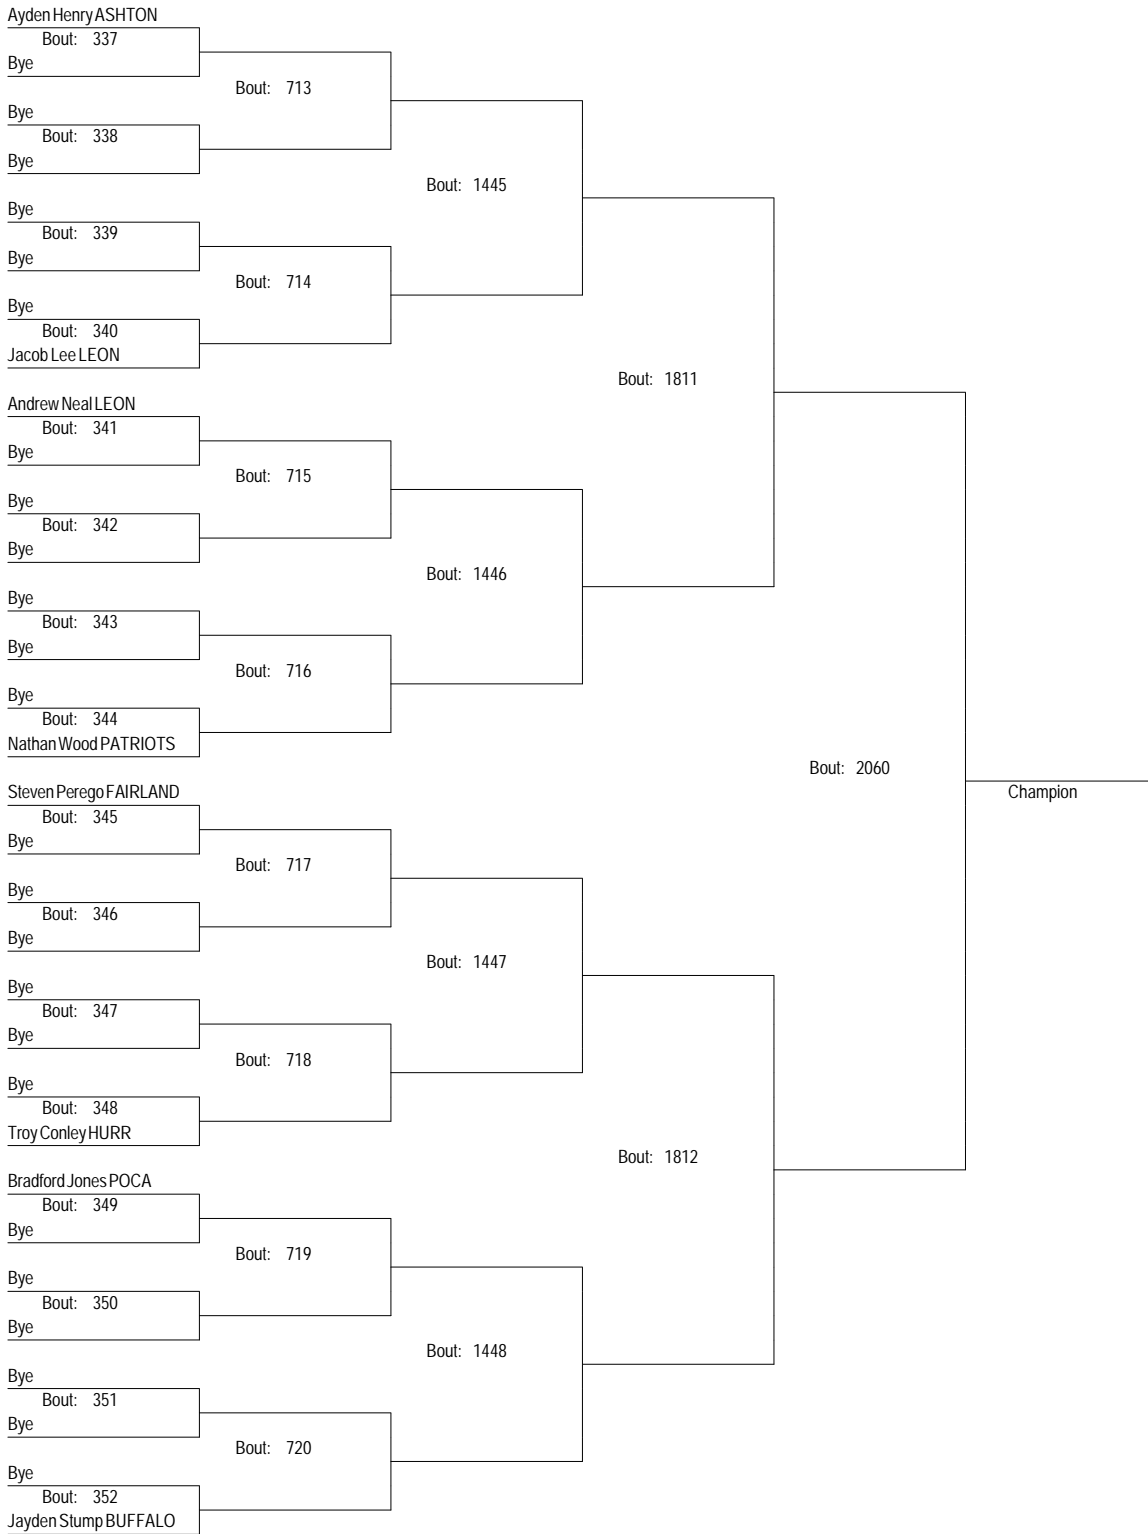 Ayden Henry ASHTON
Bout: 337
Bye
Bout: 713
Bye
Bout: 338
Bye
Bout: 1445
Bye
Bout: 339
Bye
Bout: 714
Bye
Bout: 340
Jacob Lee LEON
Bout: 1811
Andrew Neal LEON
Bout: 341
Bye
Bout: 715
Bye
Bout: 342
Bye
Bout: 1446
Bye
Bout: 343
Bye
Bout: 716
Bye
Bout: 344
Nathan Wood PATRIOTS
Bout: 2060
Champion
Steven Perego FAIRLAND
Bout: 345
Bye
Bout: 717
Bye
Bout: 346
Bye
Bout: 1447
Bye
Bout: 347
Bye
Bout: 718
Bye
Bout: 348
Troy Conley HURR
Bout: 1812
Bradford Jones POCA
Bout: 349
Bye
Bout: 719
Bye
Bout: 350
Bye
Bout: 1448
Bye
Bout: 351
Bye
Bout: 720
Bye
Bout: 352
Jayden Stump BUFFALO